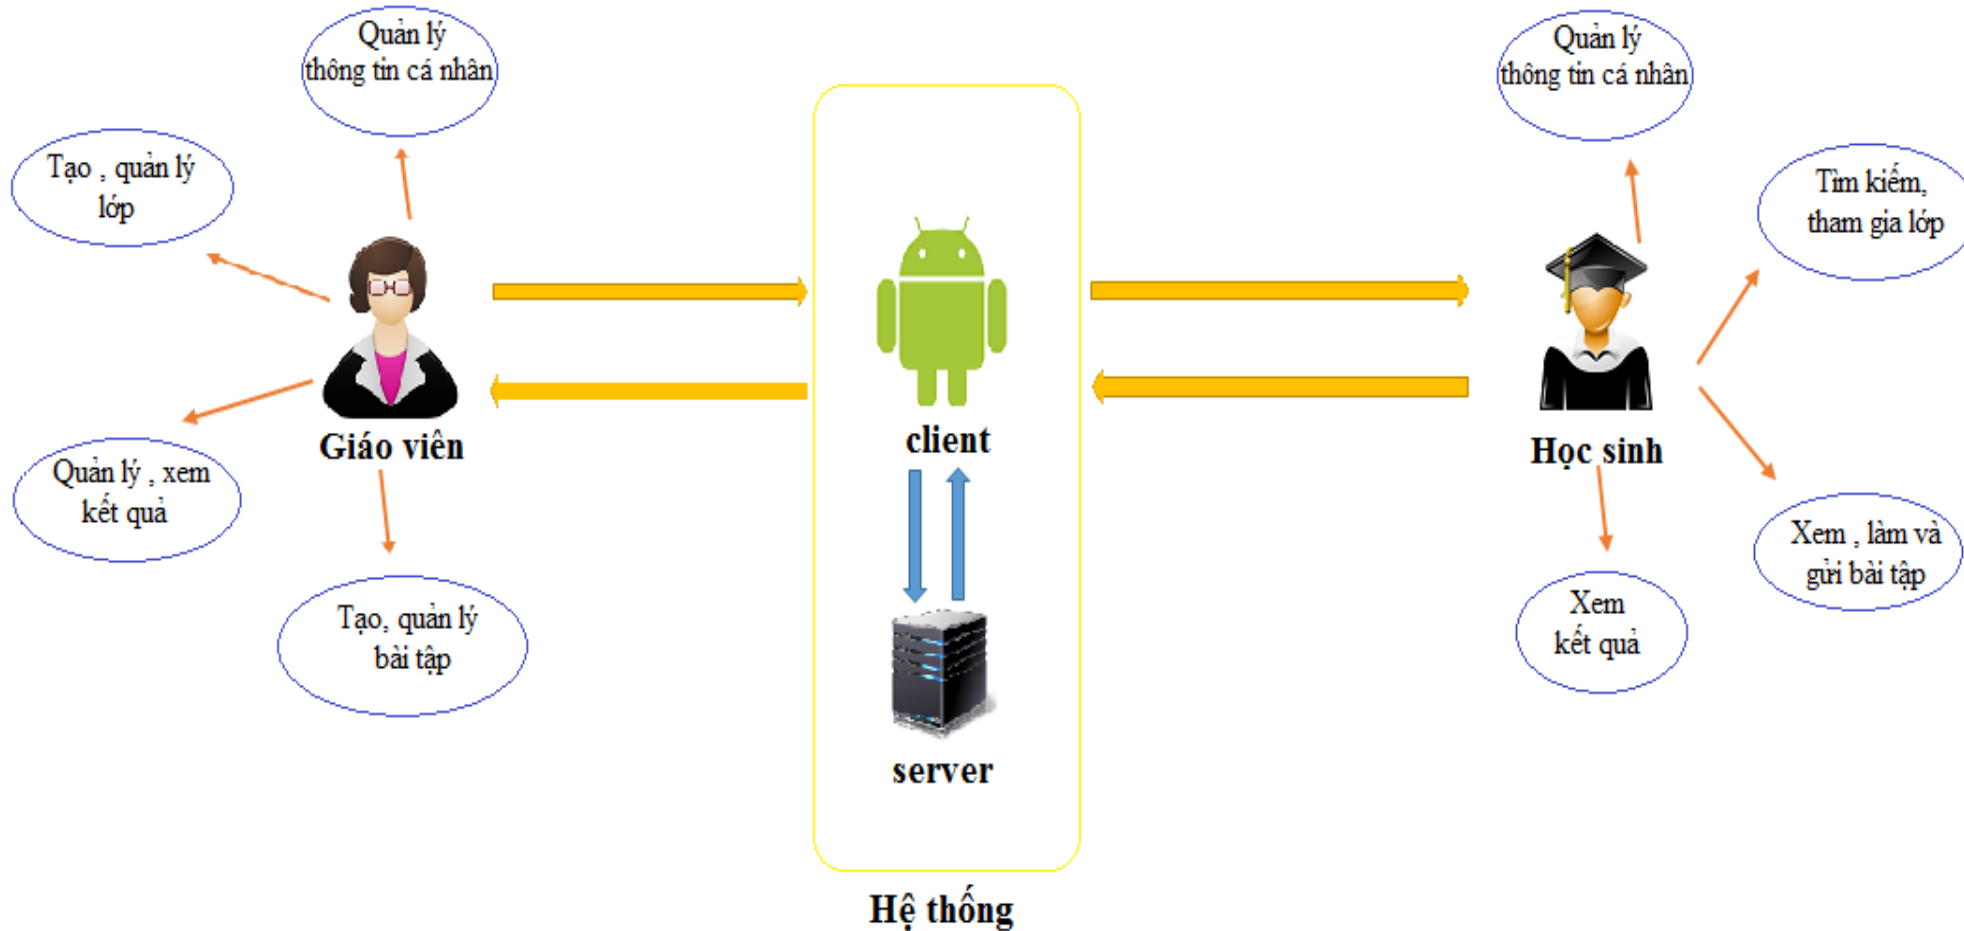 Quản lý
thông tin cá nhân
Tạo , quản lý
lớp
Giáo viên
Quản lý , xem
kết quả
Tạo, quản lý
bài tập
client
server
Hệ thống
Quản lý
thông tin cá nhân
Tìm kiếm,
tham gia lớp
Học sinh
Xem , làm và
gửi bài tập
Xem
kết quả